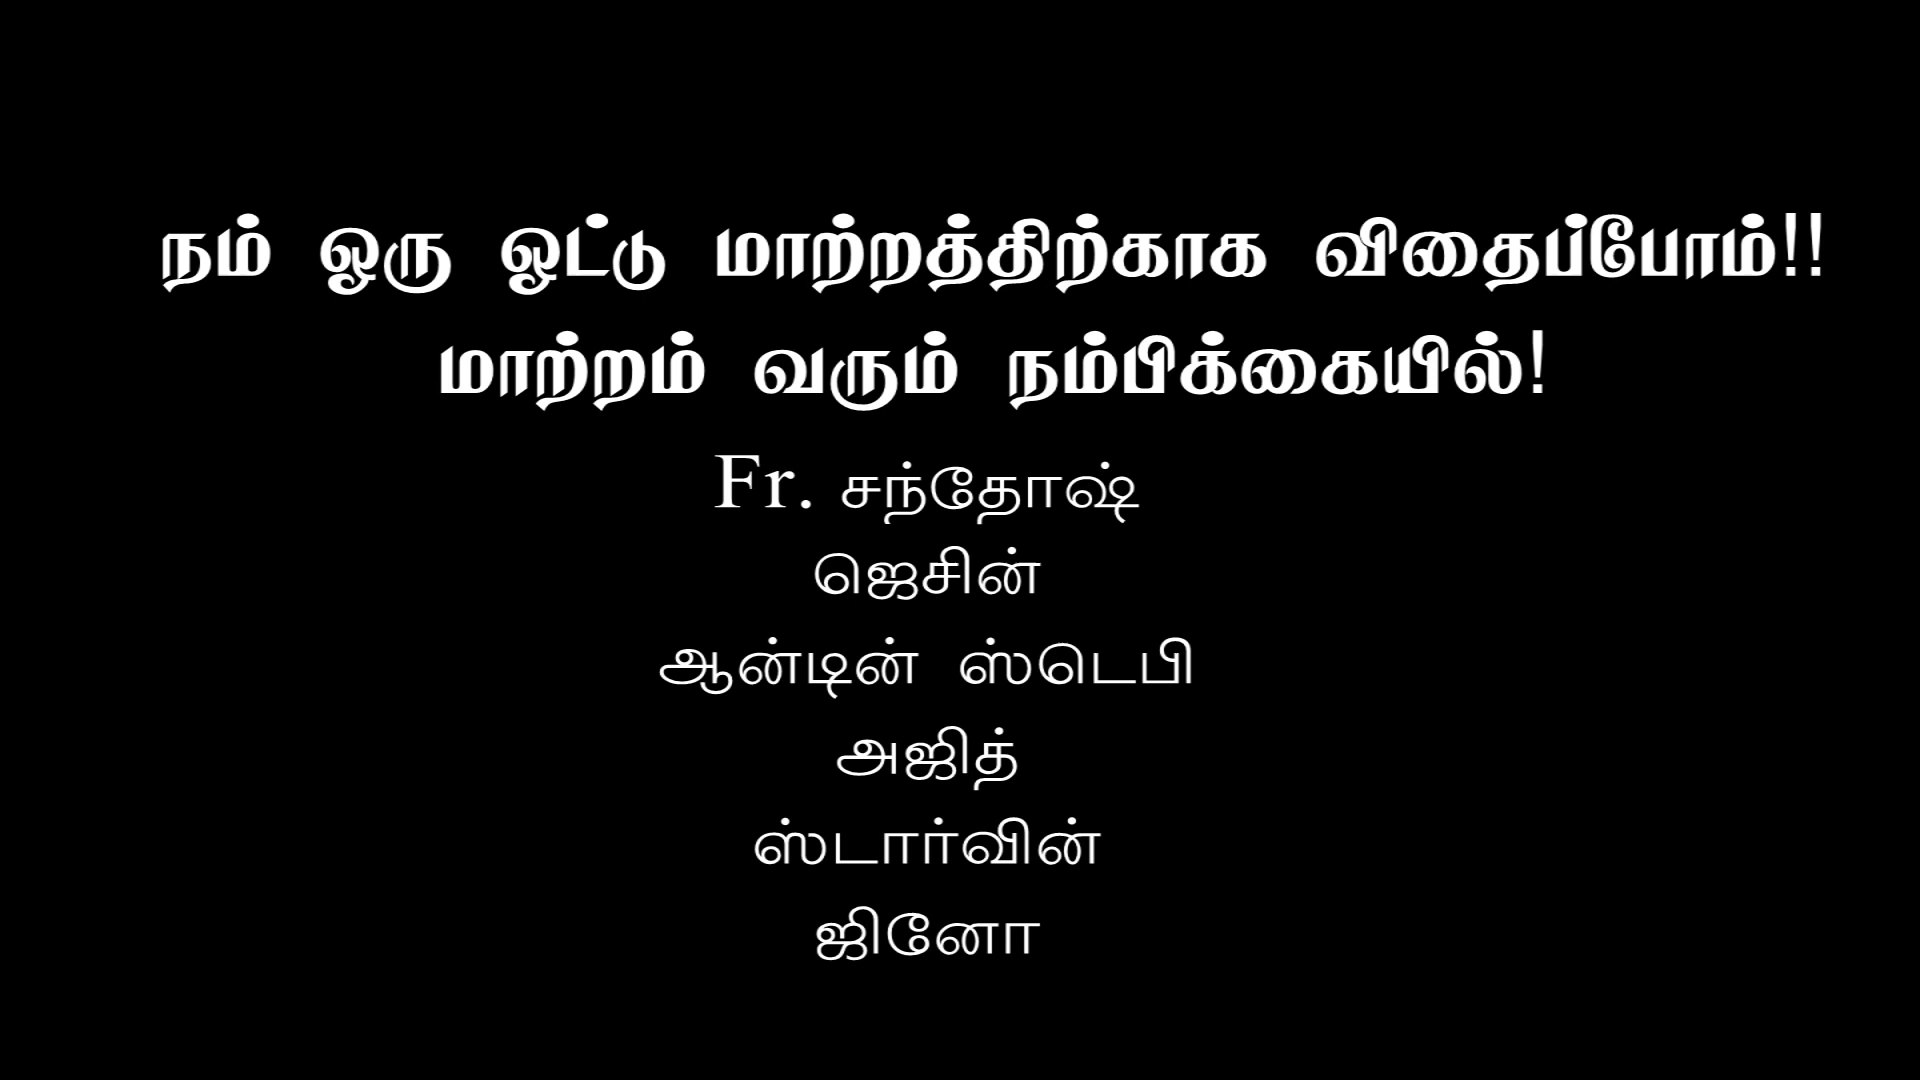 நம் ஒரு ஓட்டு மாற்றத்திற்காக விதைப்போம்!!
மாற்றம் வரும் நம்பிக்கையில்!
Fr. சந்தோஷ்
ஜெசின்
ஆன்டின் ஸ்டெபி
அஜித்
ஸ்டார்வின்
ஜினோ